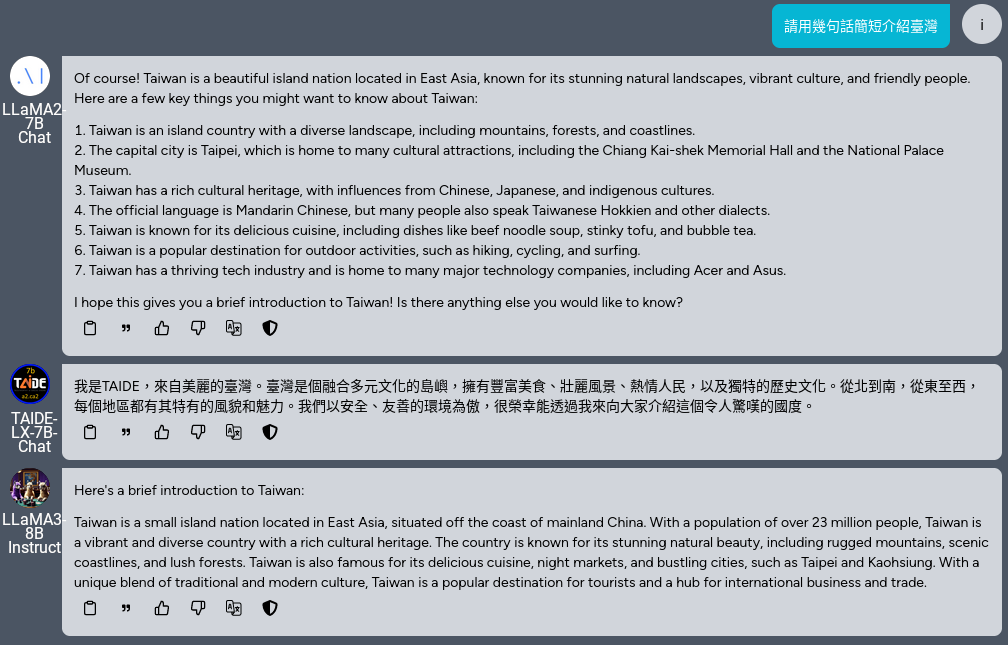 請用幾句話簡短介紹臺灣
i
.\|
LLaMA2-
7B
Chat
Of course! Taiwan is a beautiful island nation located in East Asia, known for its stunning natural landscapes, vibrant culture, and friendly people.
Here are a few key things you might want to know about Taiwan:
1. Taiwan is an island country with a diverse landscape, including mountains, forests, and coastlines.
2. The capital city is Taipei, which is home to many cultural attractions, including the Chiang Kai-shek Memorial Hall and the National Palace
Museum.
3. Taiwan has a rich cultural heritage, with influences from Chinese, Japanese, and indigenous cultures.
4. The official language is Mandarin Chinese, but many people also speak Taiwanese Hokkien and other dialects.
5. Taiwan is known for its delicious cuisine, including dishes like beef noodle soup, stinky tofu, and bubble tea.
6. Taiwan is a popular destination for outdoor activities, such as hiking, cycling, and surfing.
7. Taiwan has a thriving tech industry and is home to many major technology companies, including Acer and Asus.
I hope this gives you a brief introduction to Taiwan! Is there anything else you would like to know?
7b
TAIDE
a2.ca2
TAIDE-
LX-7B-
Chat
我是TAIDE，來自美麗的臺灣。臺灣是個融合多元文化的島嶼，擁有豐富美食、壯麗風景、熱情人民，以及獨特的歷史文化。從北到南，從東至西，
每個地區都有其特有的風貌和魅力。我們以安全、友善的環境為傲，很榮幸能透過我來向大家介紹這個令人驚嘆的國度。
LLaMA3-
8B
Instruct
Here's a brief introduction to Taiwan:
Taiwan is a small island nation located in East Asia, situated off the coast of mainland China. With a population of over 23 million people, Taiwan is
a vibrant and diverse country with a rich cultural heritage. The country is known for its stunning natural beauty, including rugged mountains, scenic
coastlines, and lush forests. Taiwan is also famous for its delicious cuisine, night markets, and bustling cities, such as Taipei and Kaohsiung. With a
unique blend of traditional and modern culture, Taiwan is a popular destination for tourists and a hub for international business and trade.